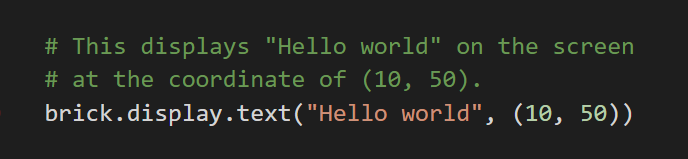 # This displays "Hello world" on the screen
# at the coordinate of (10, 50).
brick.display.text("Hello world", (10, 50))